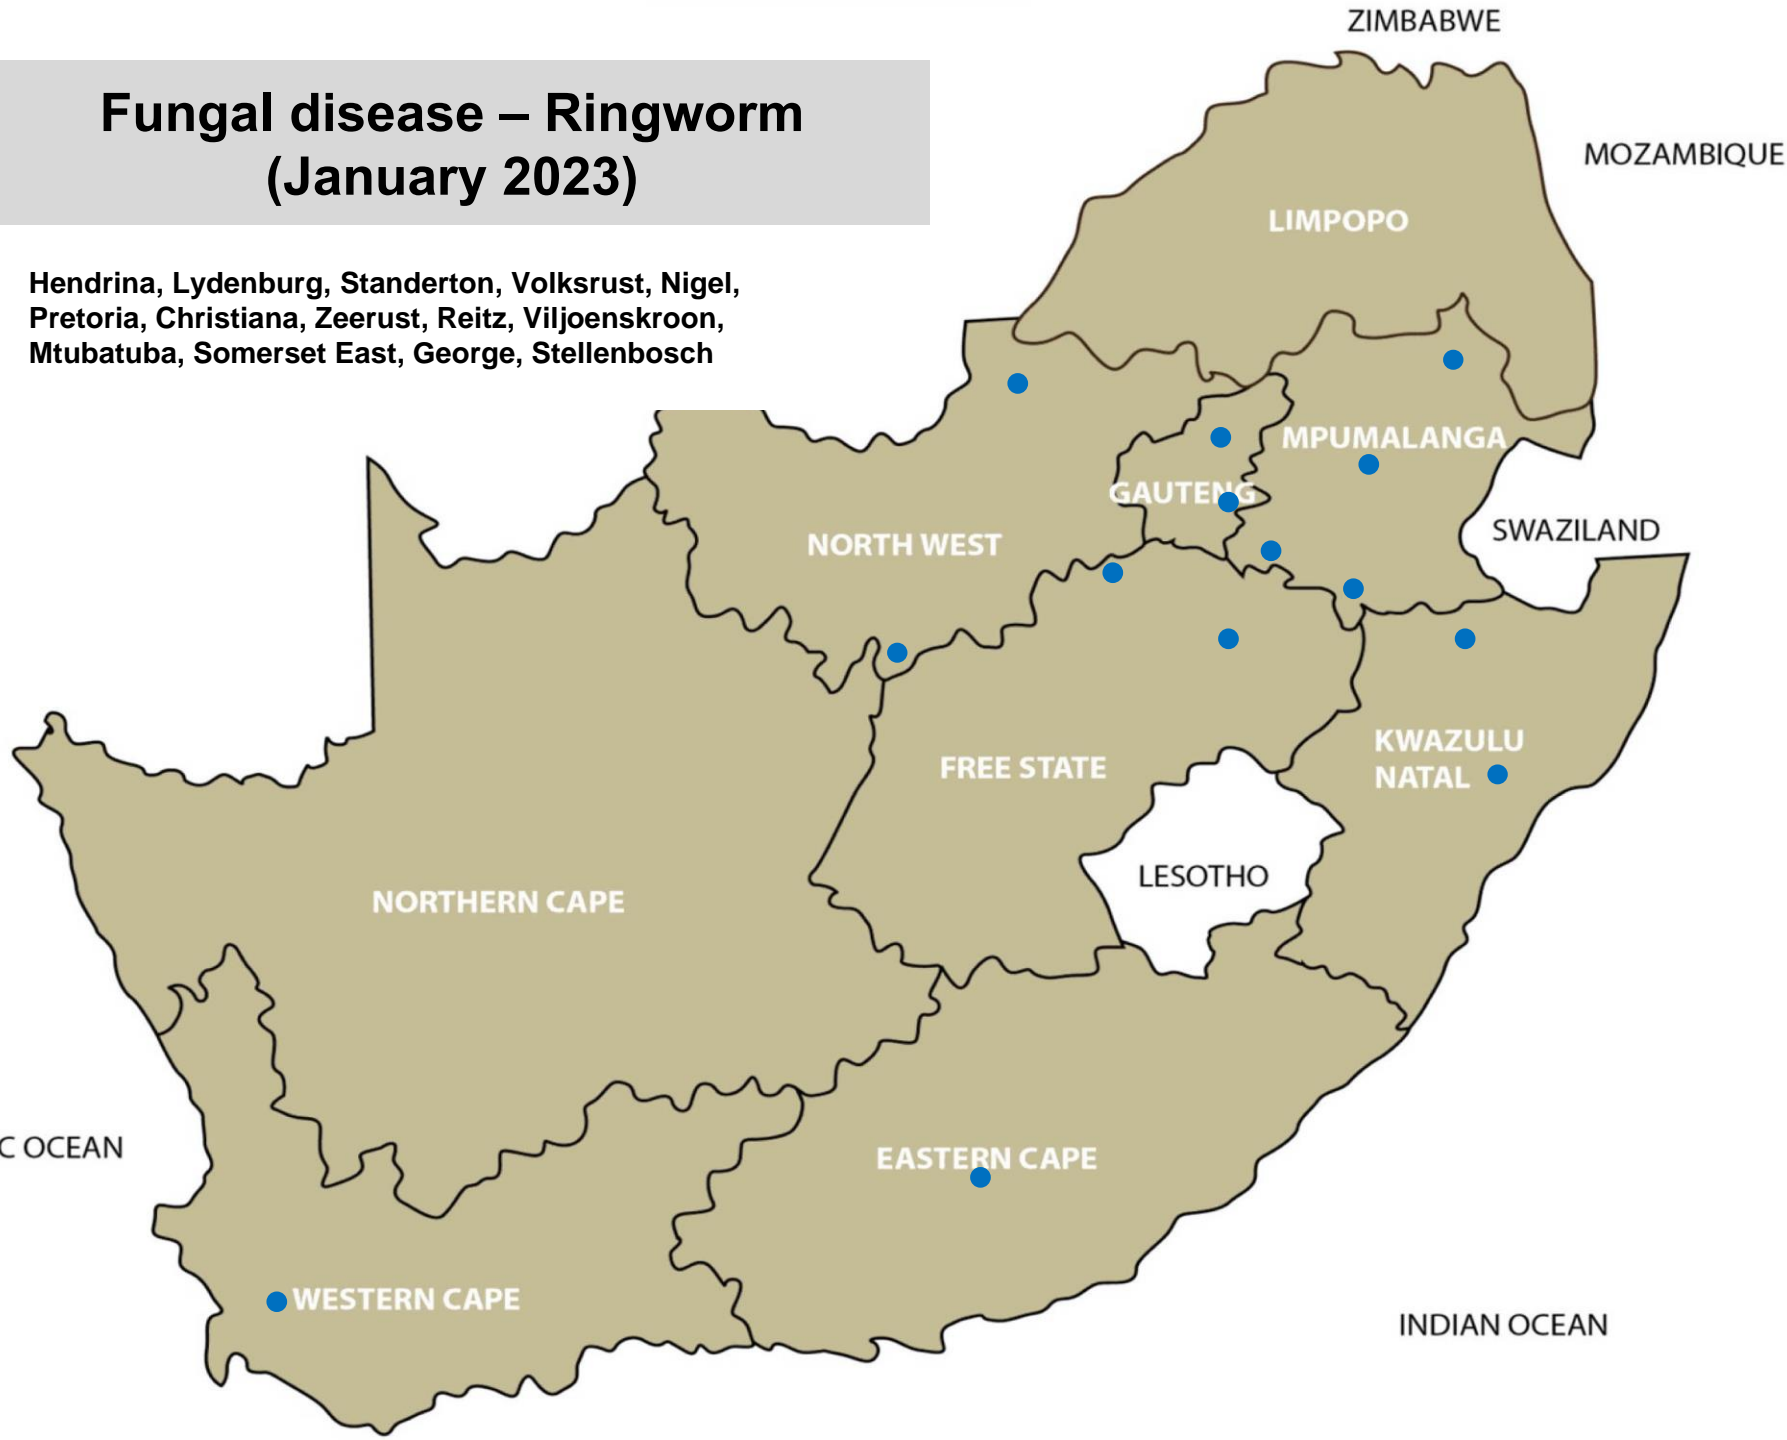 ZIMBABWE
Fungal disease – Ringworm
(January 2023)
MOZAMBIQUE
LIMPOPO
Hendrina, Lydenburg, Standerton, Volksrust, Nigel,
Pretoria, Christiana, Zeerust, Reitz, Viljoenskroon,
Mtubatuba, Somerset East, George, Stellenbosch
MPUMALANGA
GAUTENG
SWAZILAND
NORTH WEST
KWAZULU
NATAL
FREE STATE
LESOTHO
NORTHERN CAPE
C OCEAN
EASTERN CAPE
WESTERN CAPE
INDIAN OCEAN